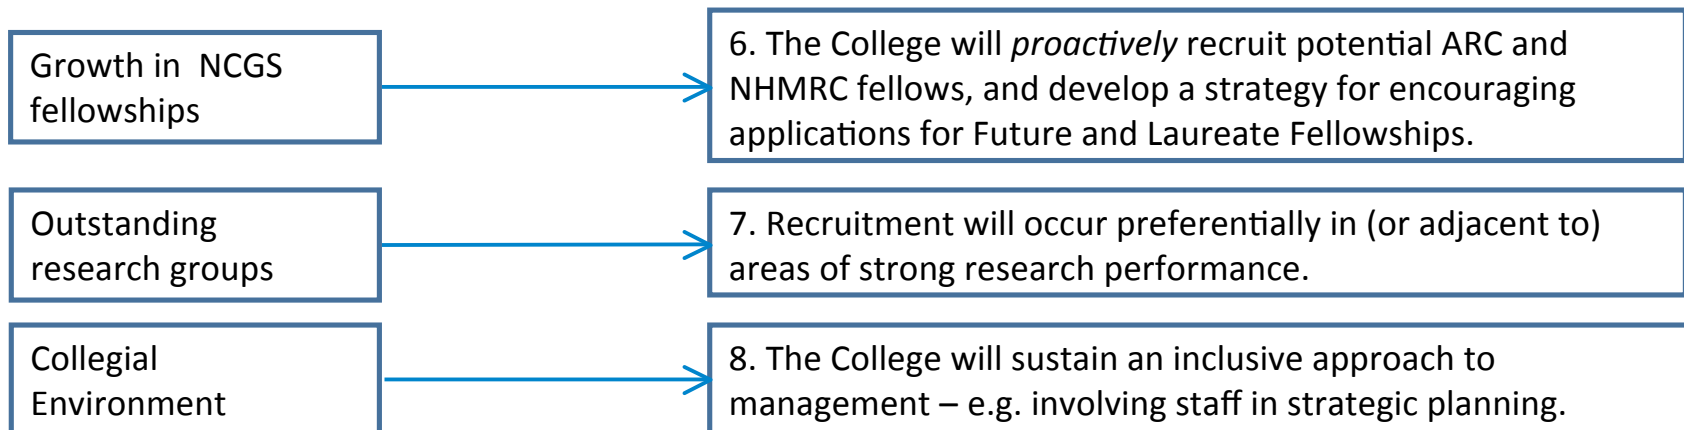 Growth in NCGS
fellowships
6. The College will proactively recruit potential ARC and
NHMRC fellows, and develop a strategy for encouraging
applications for Future and Laureate Fellowships.
Outstanding
research groups
7. Recruitment will occur preferentially in (or adjacent to)
areas of strong research performance.
Collegial
Environment
8. The College will sustain an inclusive approach to
management – e.g. involving staff in strategic planning.